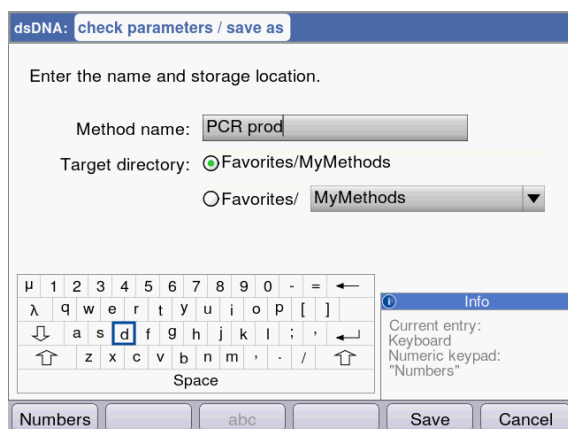 dsDNA: check parameters / save as
Enter the name and storage location.
Method name: PCR prod
Target directory: Favorites/MyMethods
Favorites/ MyMethods
µ 1 2 3 4 5 6 7 8 9 0 - =
λ q w e r t y u i o p [ ]
a s d f g h j k l ; '
z x c v b n m , . /
Space
i Info
Current entry:
Keyboard
Numeric keypad:
"Numbers"
Numbers abc Save Cancel